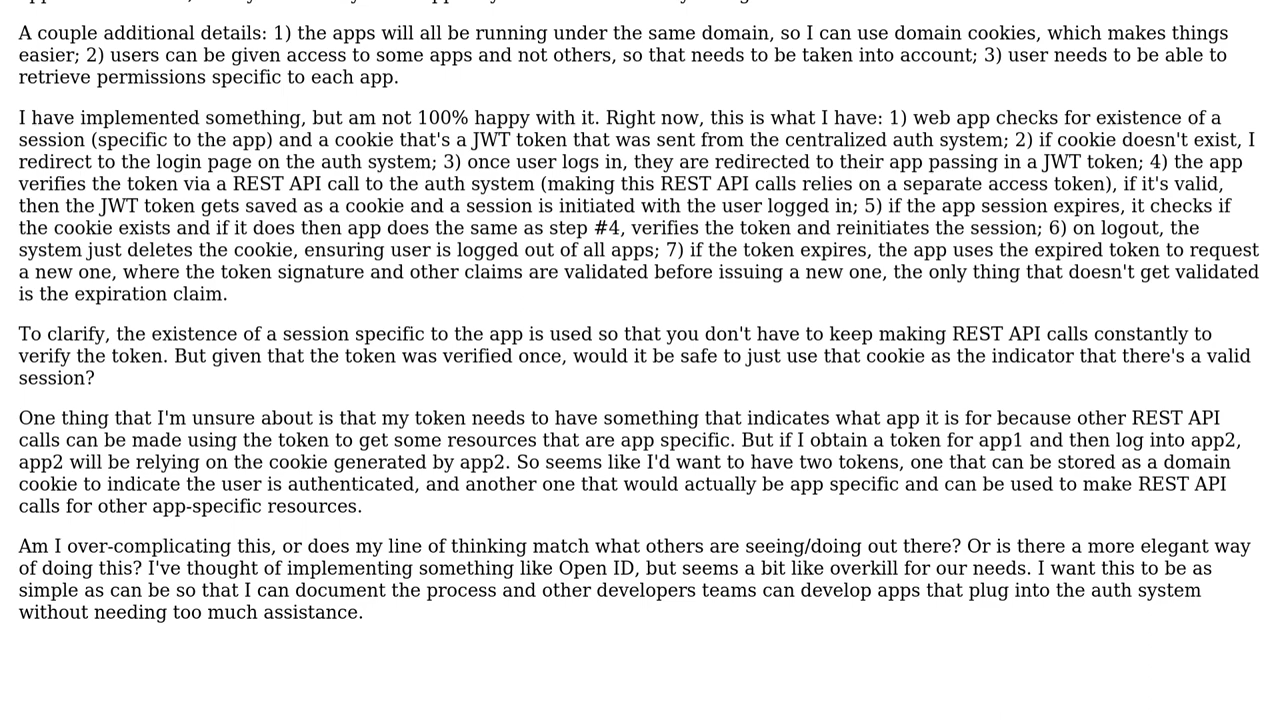 A couple additional details: 1) the apps will all be running under the same domain, so I can use domain cookies, which makes things
easier; 2) users can be given access to some apps and not others, so that needs to be taken into account; 3) user needs to be able to
retrieve permissions specific to each app.
I have implemented something, but am not 100% happy with it. Right now, this is what I have: 1) web app checks for existence of a
session (specific to the app) and a cookie that's a JWT token that was sent from the centralized auth system; 2) if cookie doesn't exist, I
redirect to the login page on the auth system; 3) once user logs in, they are redirected to their app passing in a JWT token; 4) the app
verifies the token via a REST API call to the auth system (making this REST API calls relies on a separate access token), if it's valid,
then the JWT token gets saved as a cookie and a session is initiated with the user logged in; 5) if the app session expires, it checks if
the cookie exists and if it does then app does the same as step #4, verifies the token and reinitiates the session; 6) on logout, the
system just deletes the cookie, ensuring user is logged out of all apps; 7) if the token expires, the app uses the expired token to request
a new one, where the token signature and other claims are validated before issuing a new one, the only thing that doesn't get validated
is the expiration claim.
To clarify, the existence of a session specific to the app is used so that you don't have to keep making REST API calls constantly to
verify the token. But given that the token was verified once, would it be safe to just use that cookie as the indicator that there's a valid
session?
One thing that I'm unsure about is that my token needs to have something that indicates what app it is for because other REST API
calls can be made using the token to get some resources that are app specific. But if I obtain a token for app1 and then log into app2,
app2 will be relying on the cookie generated by app2. So seems like I'd want to have two tokens, one that can be stored as a domain
cookie to indicate the user is authenticated, and another one that would actually be app specific and can be used to make REST API
calls for other app-specific resources.
Am I over-complicating this, or does my line of thinking match what others are seeing/doing out there? Or is there a more elegant way
of doing this? I've thought of implementing something like Open ID, but seems a bit like overkill for our needs. I want this to be as
simple as can be so that I can document the process and other developers teams can develop apps that plug into the auth system
without needing too much assistance.